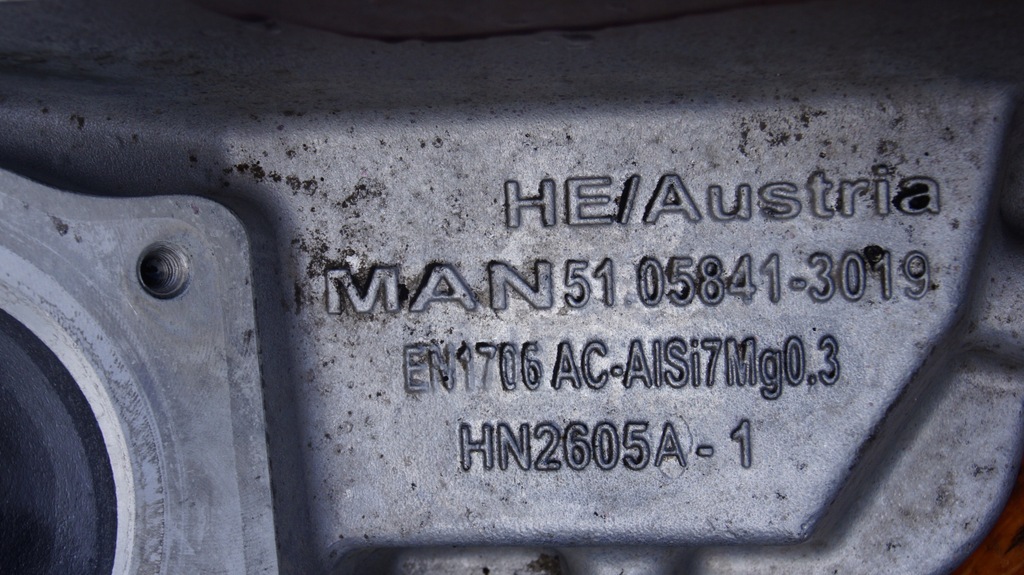 HE/Austria
MAN 51.05841-3019
EN1706 AC-AlSi7Mg0.3
HN2605A-1